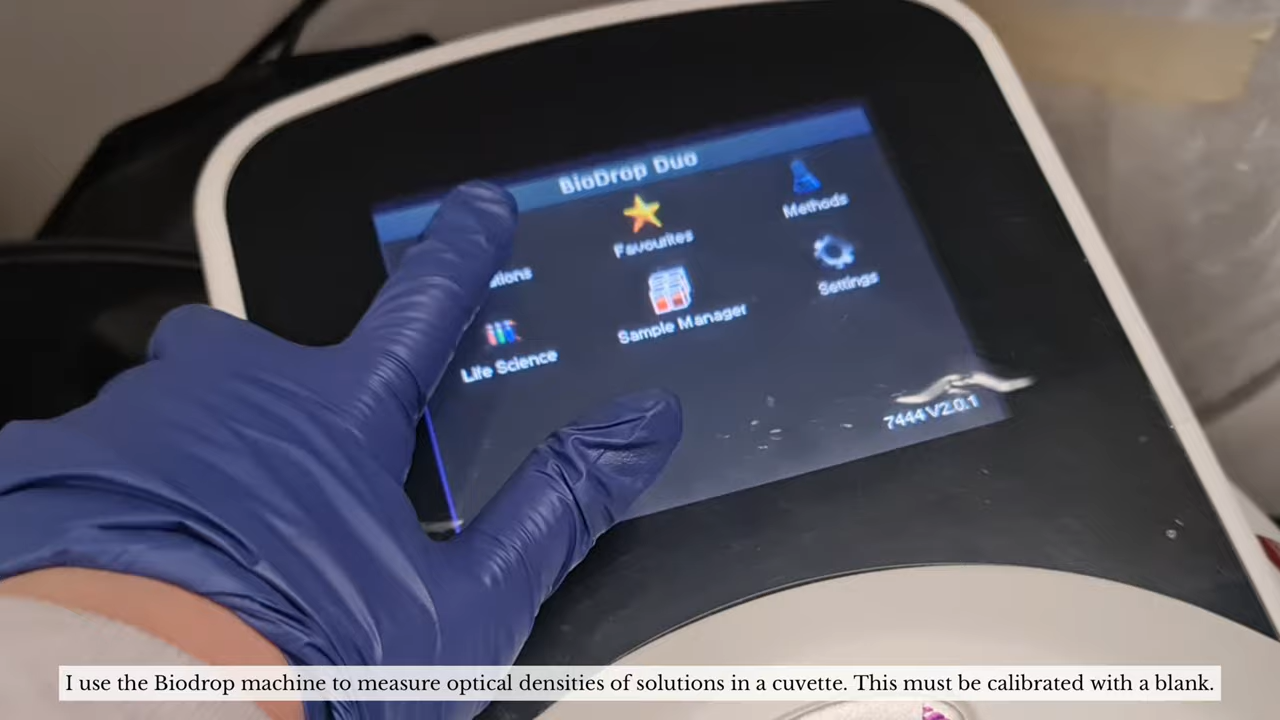 BioDrop Duo
Favourites
Methods
Life Science
Sample Manager
Settings
7444 V2.0.1
I use the Biodrop machine to measure optical densities of solutions in a cuvette. This must be calibrated with a blank.